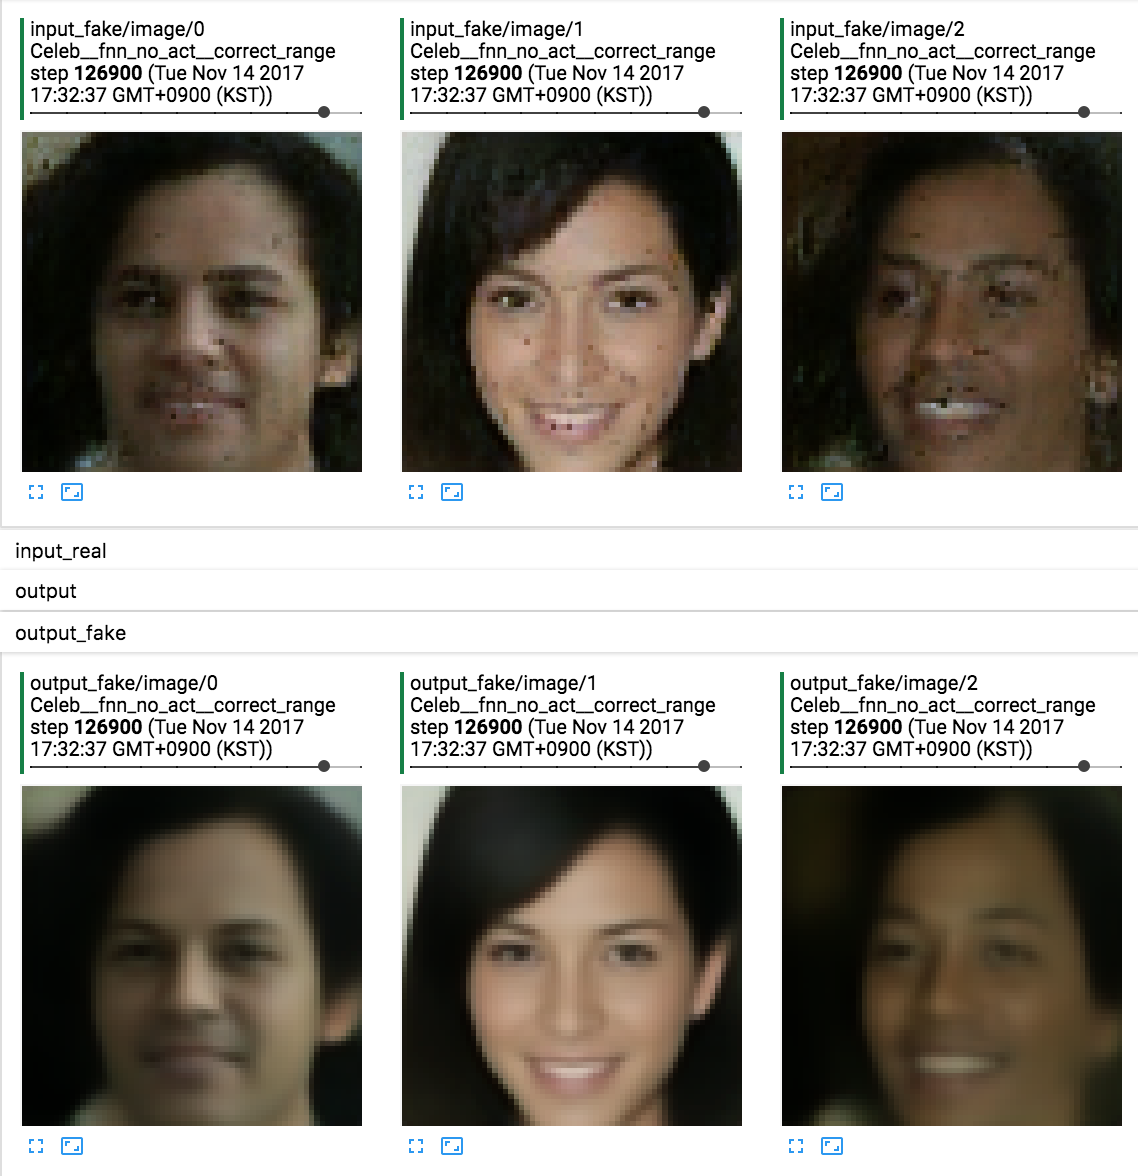 input_fake/image/0
Celeb__fnn_no_act__correct_range
step 126900 (Tue Nov 14 2017
17:32:37 GMT+0900 (KST))
input_fake/image/1
Celeb__fnn_no_act__correct_range
step 126900 (Tue Nov 14 2017
17:32:37 GMT+0900 (KST))
input_fake/image/2
Celeb__fnn_no_act__correct_range
step 126900 (Tue Nov 14 2017
17:32:37 GMT+0900 (KST))
input_real
output
output_fake
output_fake/image/0
Celeb__fnn_no_act__correct_range
step 126900 (Tue Nov 14 2017
17:32:37 GMT+0900 (KST))
output_fake/image/1
Celeb__fnn_no_act__correct_range
step 126900 (Tue Nov 14 2017
17:32:37 GMT+0900 (KST))
output_fake/image/2
Celeb__fnn_no_act__correct_range
step 126900 (Tue Nov 14 2017
17:32:37 GMT+0900 (KST))